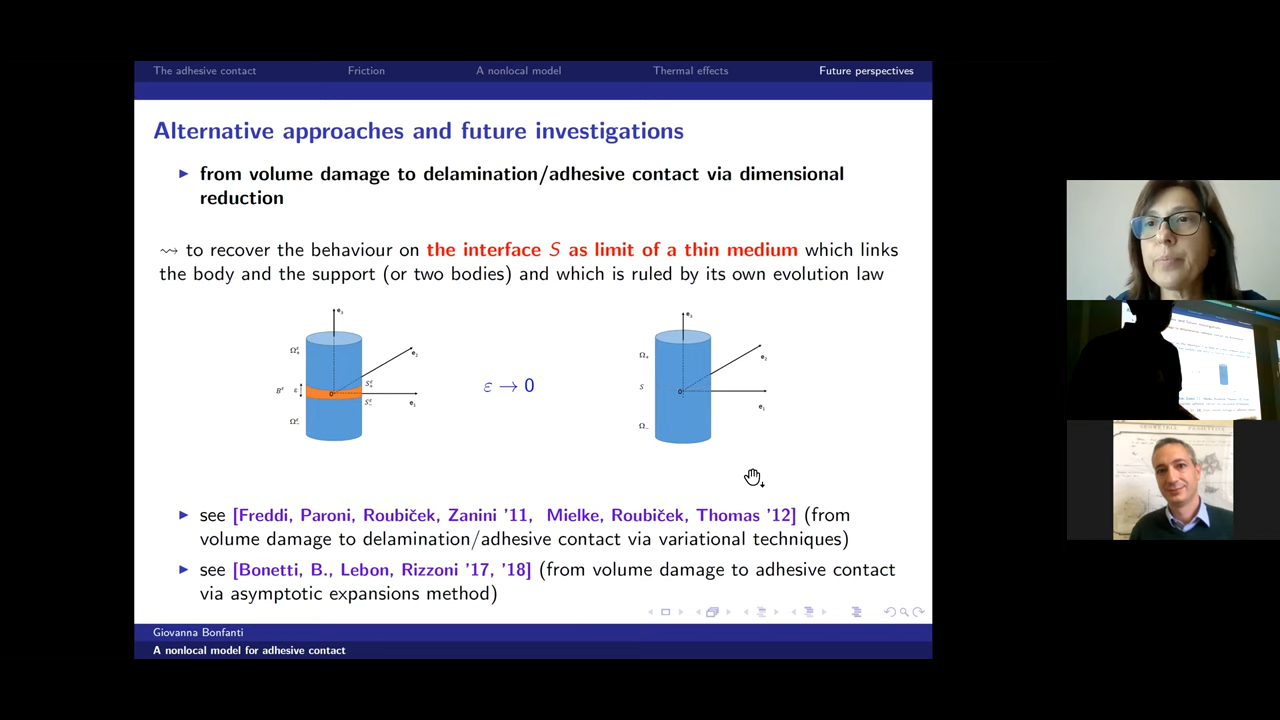 The adhesive contact Friction A nonlocal model Thermal effects Future perspectives
Alternative approaches and future investigations
▶ from volume damage to delamination/adhesive contact via dimensional
reduction
⇝ to recover the behaviour on the interface S as limit of a thin medium which links
the body and the support (or two bodies) and which is ruled by its own evolution law
ε → 0
▶ see [Freddi, Paroni, Roubiček, Zanini '11, Mielke, Roubiček, Thomas '12] (from
volume damage to delamination/adhesive contact via variational techniques)
▶ see [Bonetti, B., Lebon, Rizzoni '17, '18] (from volume damage to adhesive contact
via asymptotic expansions method)
Giovanna Bonfanti
A nonlocal model for adhesive contact